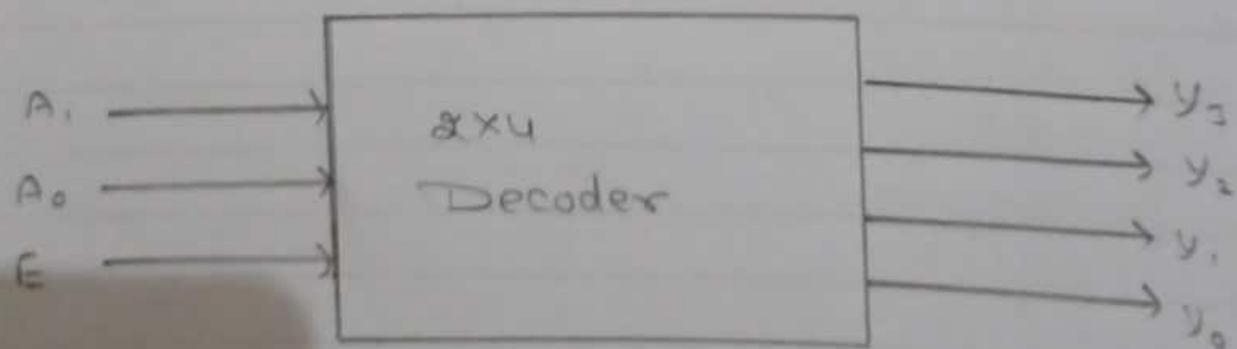 A₁
A₀
E
2x4
Decoder
y₃
y₂
y₁
y₀